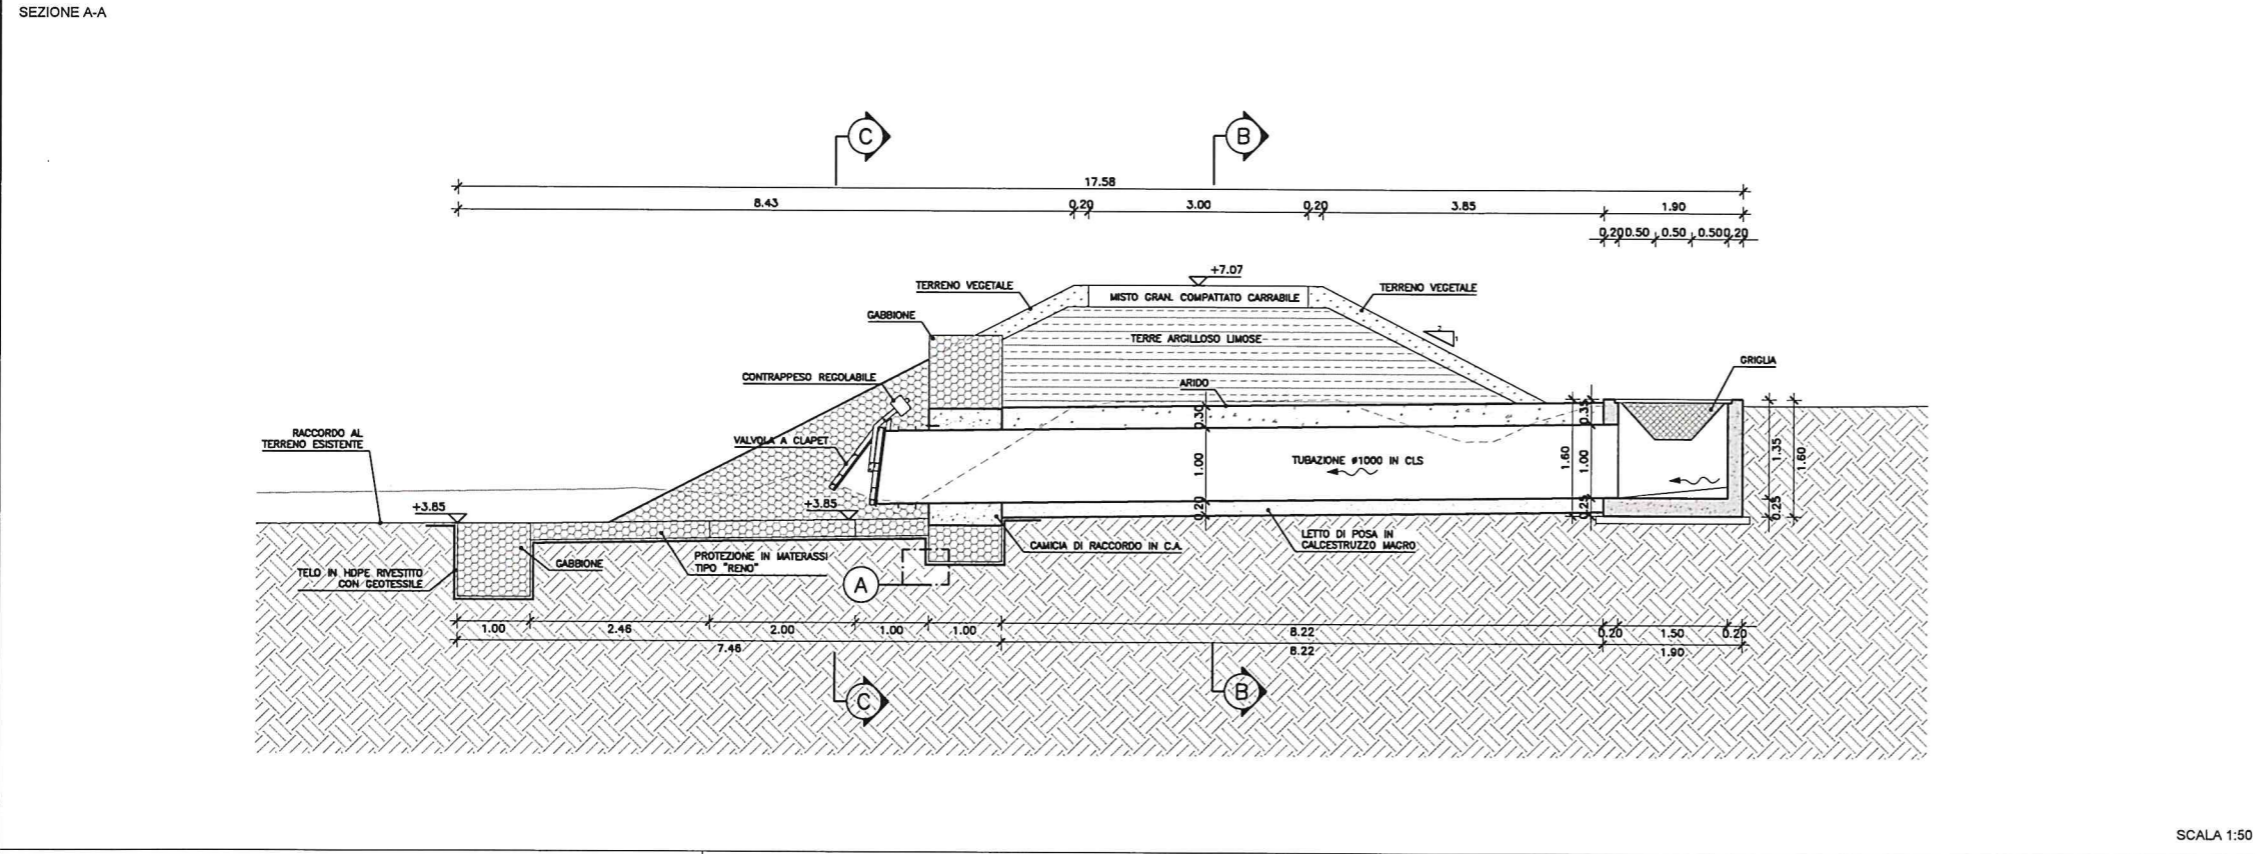 SEZIONE A-A
C
B
17.58
8.43
0.20
3.00
0.20
3.85
1.90
0.20
0.50
0.50
0.50
0.20
+7.07
TERRENO VEGETALE
MISTO GRAN. COMPATTATO CARRABILE
TERRENO VEGETALE
GABBIONE
TERRE ARGILLOSO LIMOSE
2
1
GRIGLIA
CONTRAPPESO REGOLABILE
ARIDO
0.30
0.35
RACCORDO AL
TERRENO ESISTENTE
VALVOLA A CLAPET
1.00
TUBAZIONE ø1000 IN CLS
1.60
1.00
1.35
1.60
+3.85
+3.85
0.20
0.25
0.25
TELO IN HDPE RIVESTITO
CON GEOTESSILE
GABBIONE
PROTEZIONE IN MATERASSI
TIPO "RENO"
A
CAMICIA DI RACCORDO IN C.A.
LETTO DI POSA IN
CALCESTRUZZO MAGRO
1.00
2.46
2.00
1.00
1.00
8.22
0.20
1.50
0.20
7.46
8.22
1.90
C
B
SCALA 1:50